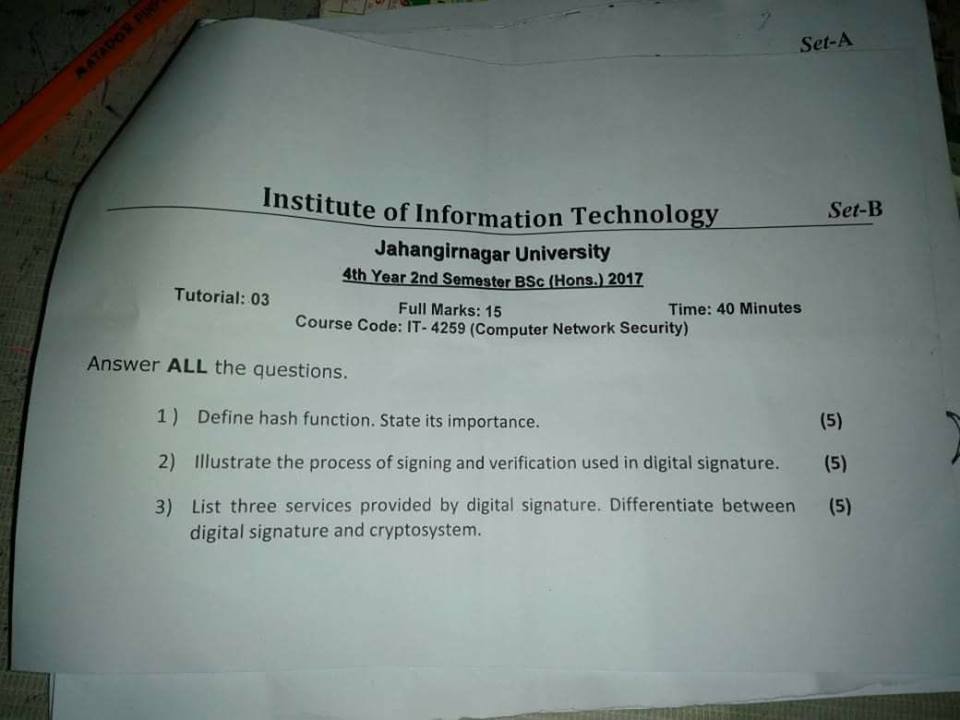 MATADOR
Set-A
Institute of Information Technology Set-B
Jahangirnagar University
4th Year 2nd Semester BSc (Hons.) 2017
Tutorial: 03 Full Marks: 15 Time: 40 Minutes
Course Code: IT- 4259 (Computer Network Security)
Answer ALL the questions.
1) Define hash function. State its importance. (5)
2) Illustrate the process of signing and verification used in digital signature. (5)
3) List three services provided by digital signature. Differentiate between (5)
digital signature and cryptosystem.